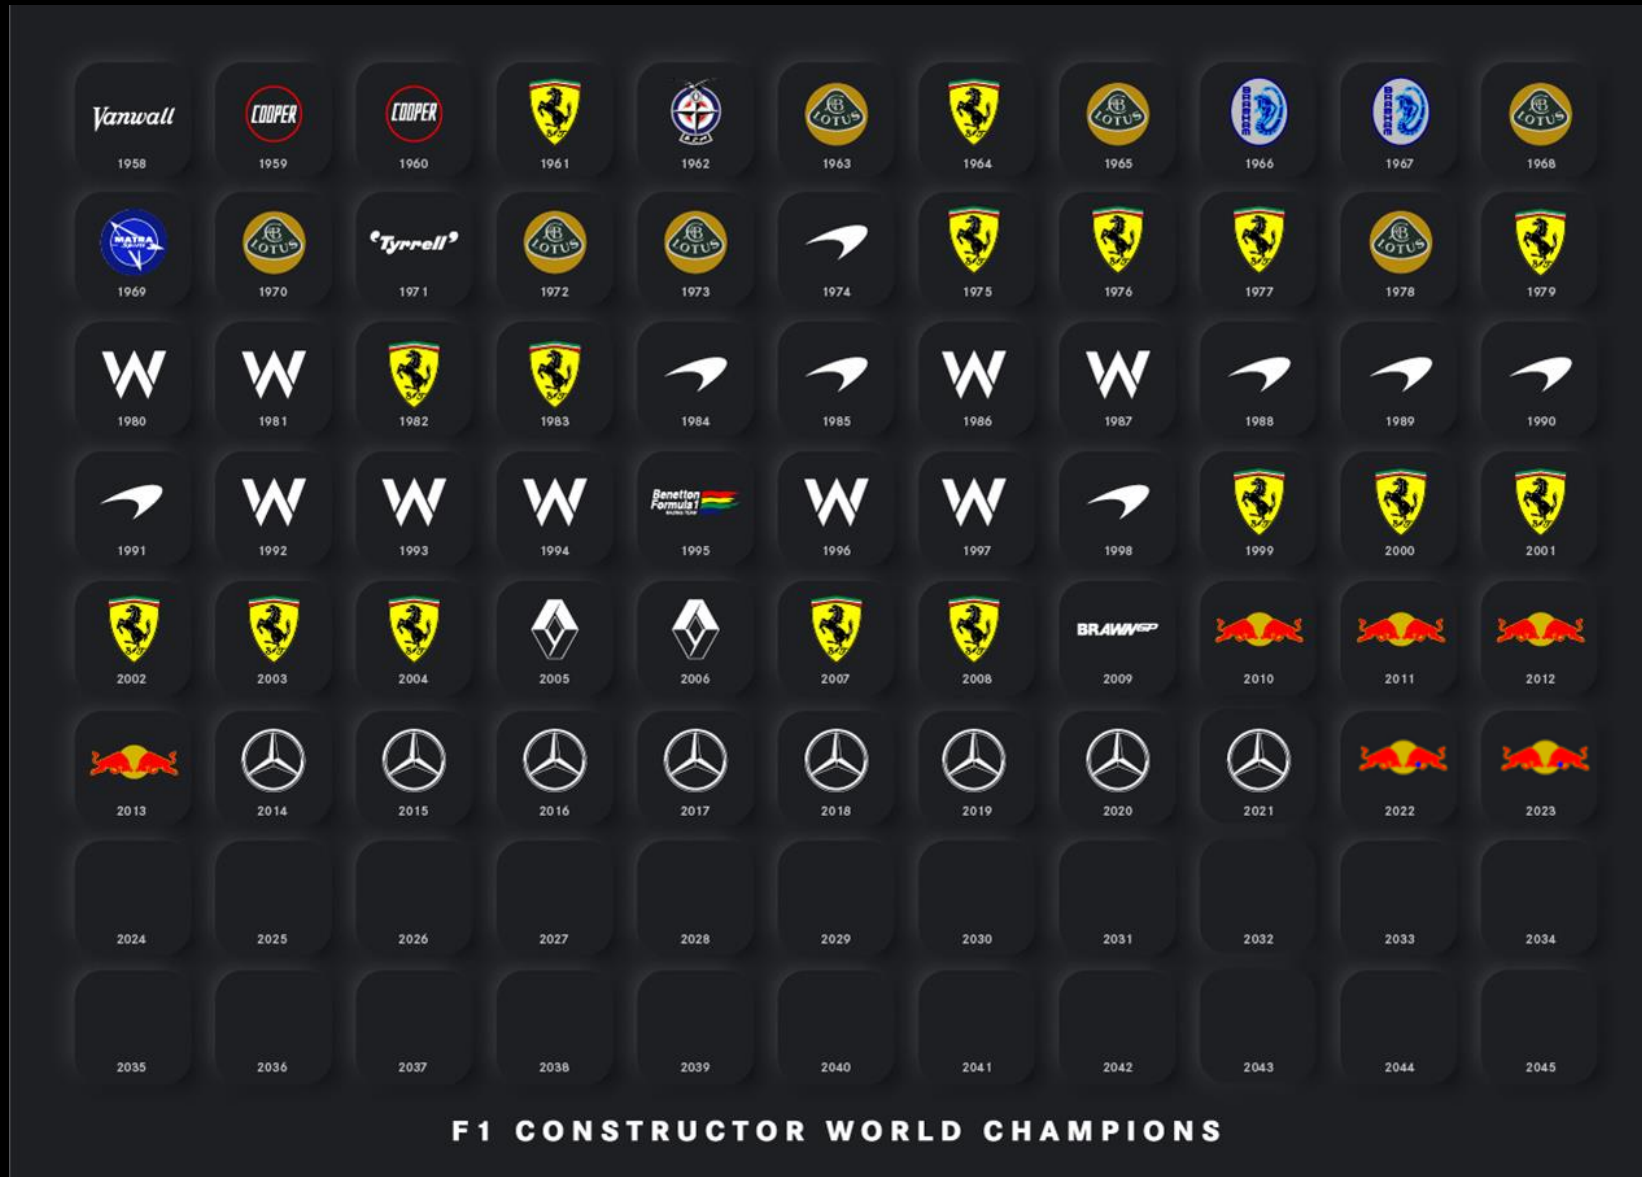 Vanwall COOPER COOPER LOTUS LOTUS LOTUS
1958 1959 1960 1961 1962 1963 1964 1965 1966 1967 1968
MATRA LOTUS Tyrrell LOTUS LOTUS LOTUS
1969 1970 1971 1972 1973 1974 1975 1976 1977 1978 1979
1980 1981 1982 1983 1984 1985 1986 1987 1988 1989 1990
Benetton
Formula 1
1991 1992 1993 1994 1995 1996 1997 1998 1999 2000 2001
BRAWNGP
2002 2003 2004 2005 2006 2007 2008 2009 2010 2011 2012
2013 2014 2015 2016 2017 2018 2019 2020 2021 2022 2023
2024 2025 2026 2027 2028 2029 2030 2031 2032 2033 2034
2035 2036 2037 2038 2039 2040 2041 2042 2043 2044 2045
F1 CONSTRUCTOR WORLD CHAMPIONS